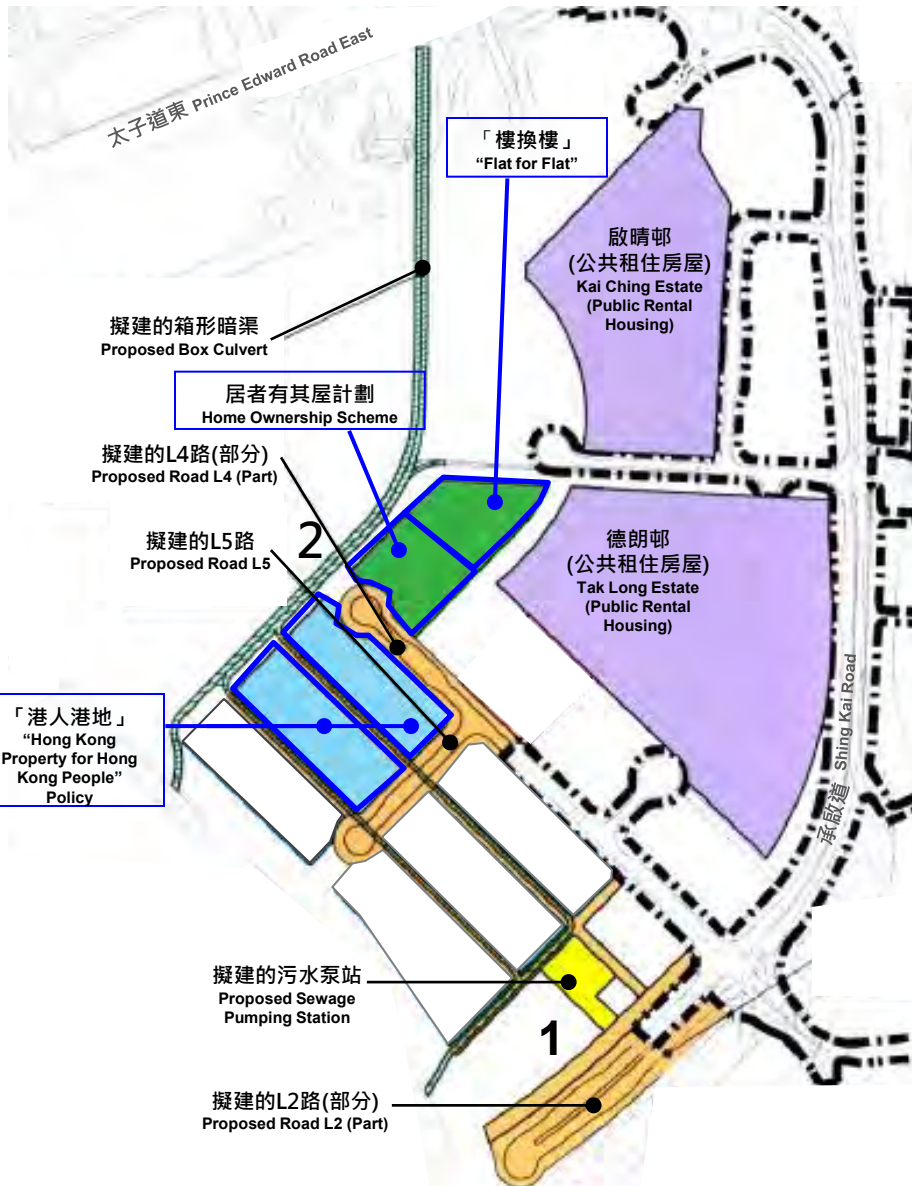 太子道東 Prince Edward Road East
「樓換樓」
“Flat for Flat”
啟晴邨
(公共租住房屋)
Kai Ching Estate
(Public Rental
Housing)
擬建的箱形暗渠
Proposed Box Culvert
居者有其屋計劃
Home Ownership Scheme
擬建的L4路(部分)
Proposed Road L4 (Part)
2
擬建的L5路
Proposed Road L5
德朗邨
(公共租住房屋)
Tak Long Estate
(Public Rental
Housing)
承啟道 Shing Kai Road
「港人港地」
“Hong Kong
Property for Hong
Kong People”
Policy
擬建的污水泵站
Proposed Sewage
Pumping Station
1
擬建的L2路(部分)
Proposed Road L2 (Part)